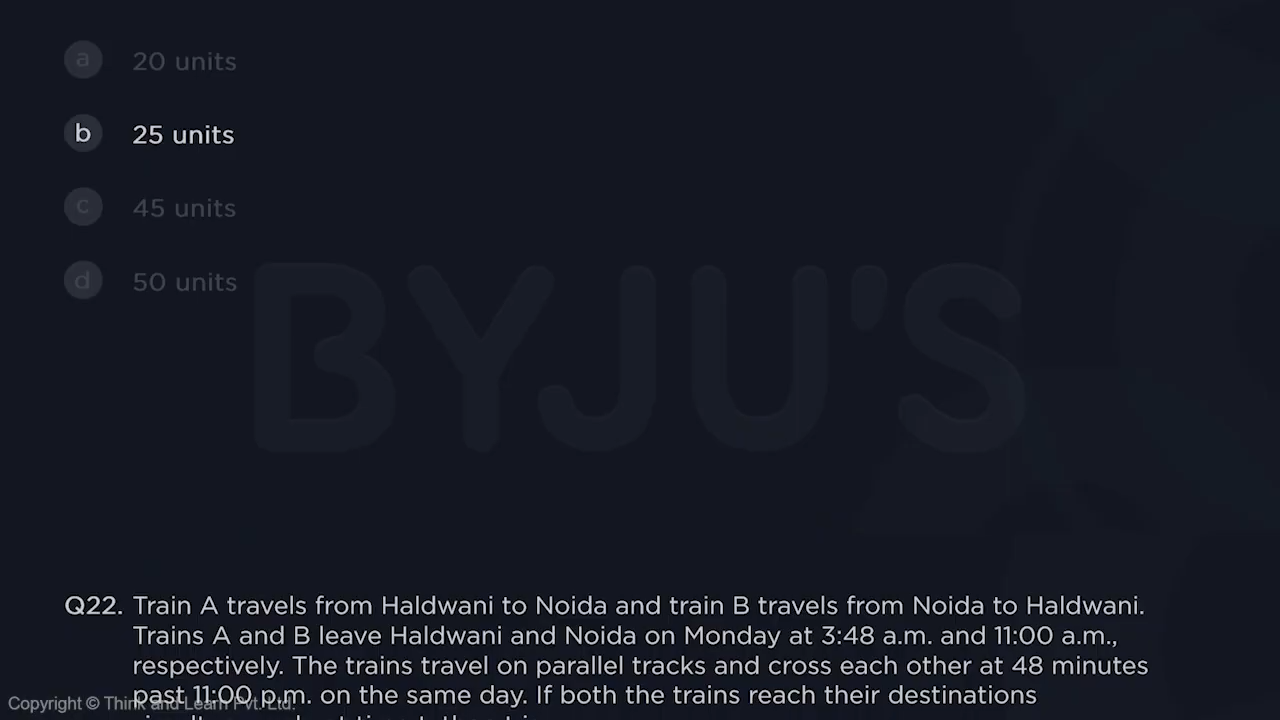 a 20 units
b 25 units
c 45 units
d 50 units
BYJU'S
Q22. Train A travels from Haldwani to Noida and train B travels from Noida to Haldwani.
Trains A and B leave Haldwani and Noida on Monday at 3:48 a.m. and 11:00 a.m.,
respectively. The trains travel on parallel tracks and cross each other at 48 minutes
past 11:00 p.m. on the same day. If both the trains reach their destinations
Copyright © Think and Learn Pvt. Ltd.